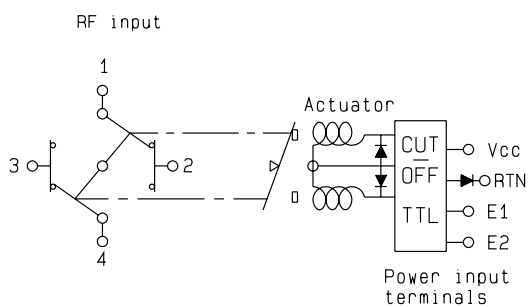 RF input
1
3
2
4
Actuator
CUT
OFF
TTL
Vcc
RTN
E1
E2
Power input
terminals